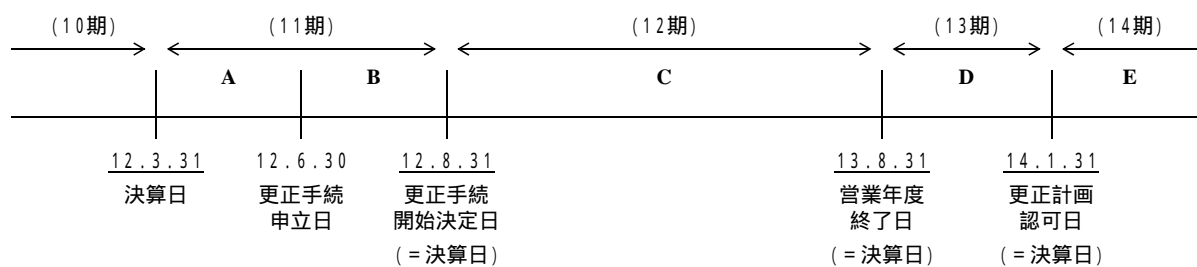 (10期) (11期) (12期) (13期) (14期)
A B C D E
12.3.31 12.6.30 12.8.31 13.8.31 14.1.31
決算日 更正手続 更正手続 営業年度 更正計画
申立日 開始決定日 終了日 認可日
(=決算日) (=決算日) (=決算日)